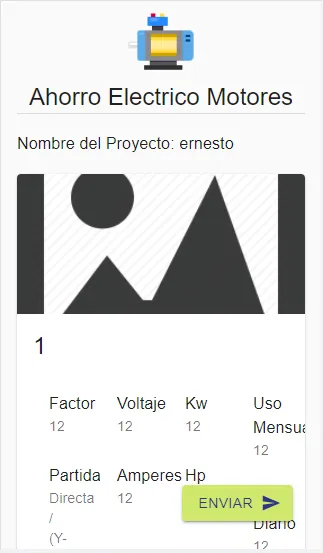 Ahorro Electrico Motores
Nombre del Proyecto: ernesto
1
Factor Voltaje Kw Uso
Mensua
12 12 12
12
Partida Amperes Hp
Directa 12
/
(Y-
ENVIAR
Diario
12